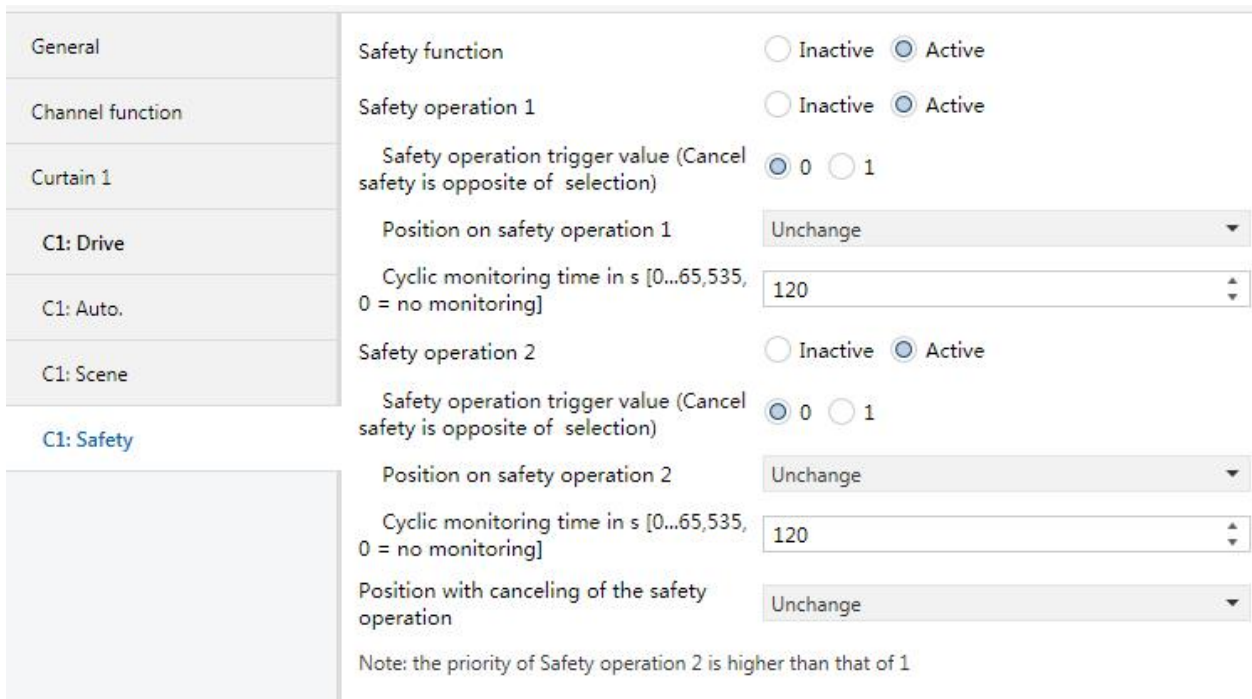 General
Channel function
Curtain 1
C1: Drive
C1: Auto.
C1: Scene
C1: Safety
Safety function Inactive Active
Safety operation 1 Inactive Active
Safety operation trigger value (Cancel
safety is opposite of selection) 0 1
Position on safety operation 1 Unchange
Cyclic monitoring time in s [0...65,535,
0 = no monitoring] 120
Safety operation 2 Inactive Active
Safety operation trigger value (Cancel
safety is opposite of selection) 0 1
Position on safety operation 2 Unchange
Cyclic monitoring time in s [0...65,535,
0 = no monitoring] 120
Position with canceling of the safety
operation Unchange
Note: the priority of Safety operation 2 is higher than that of 1